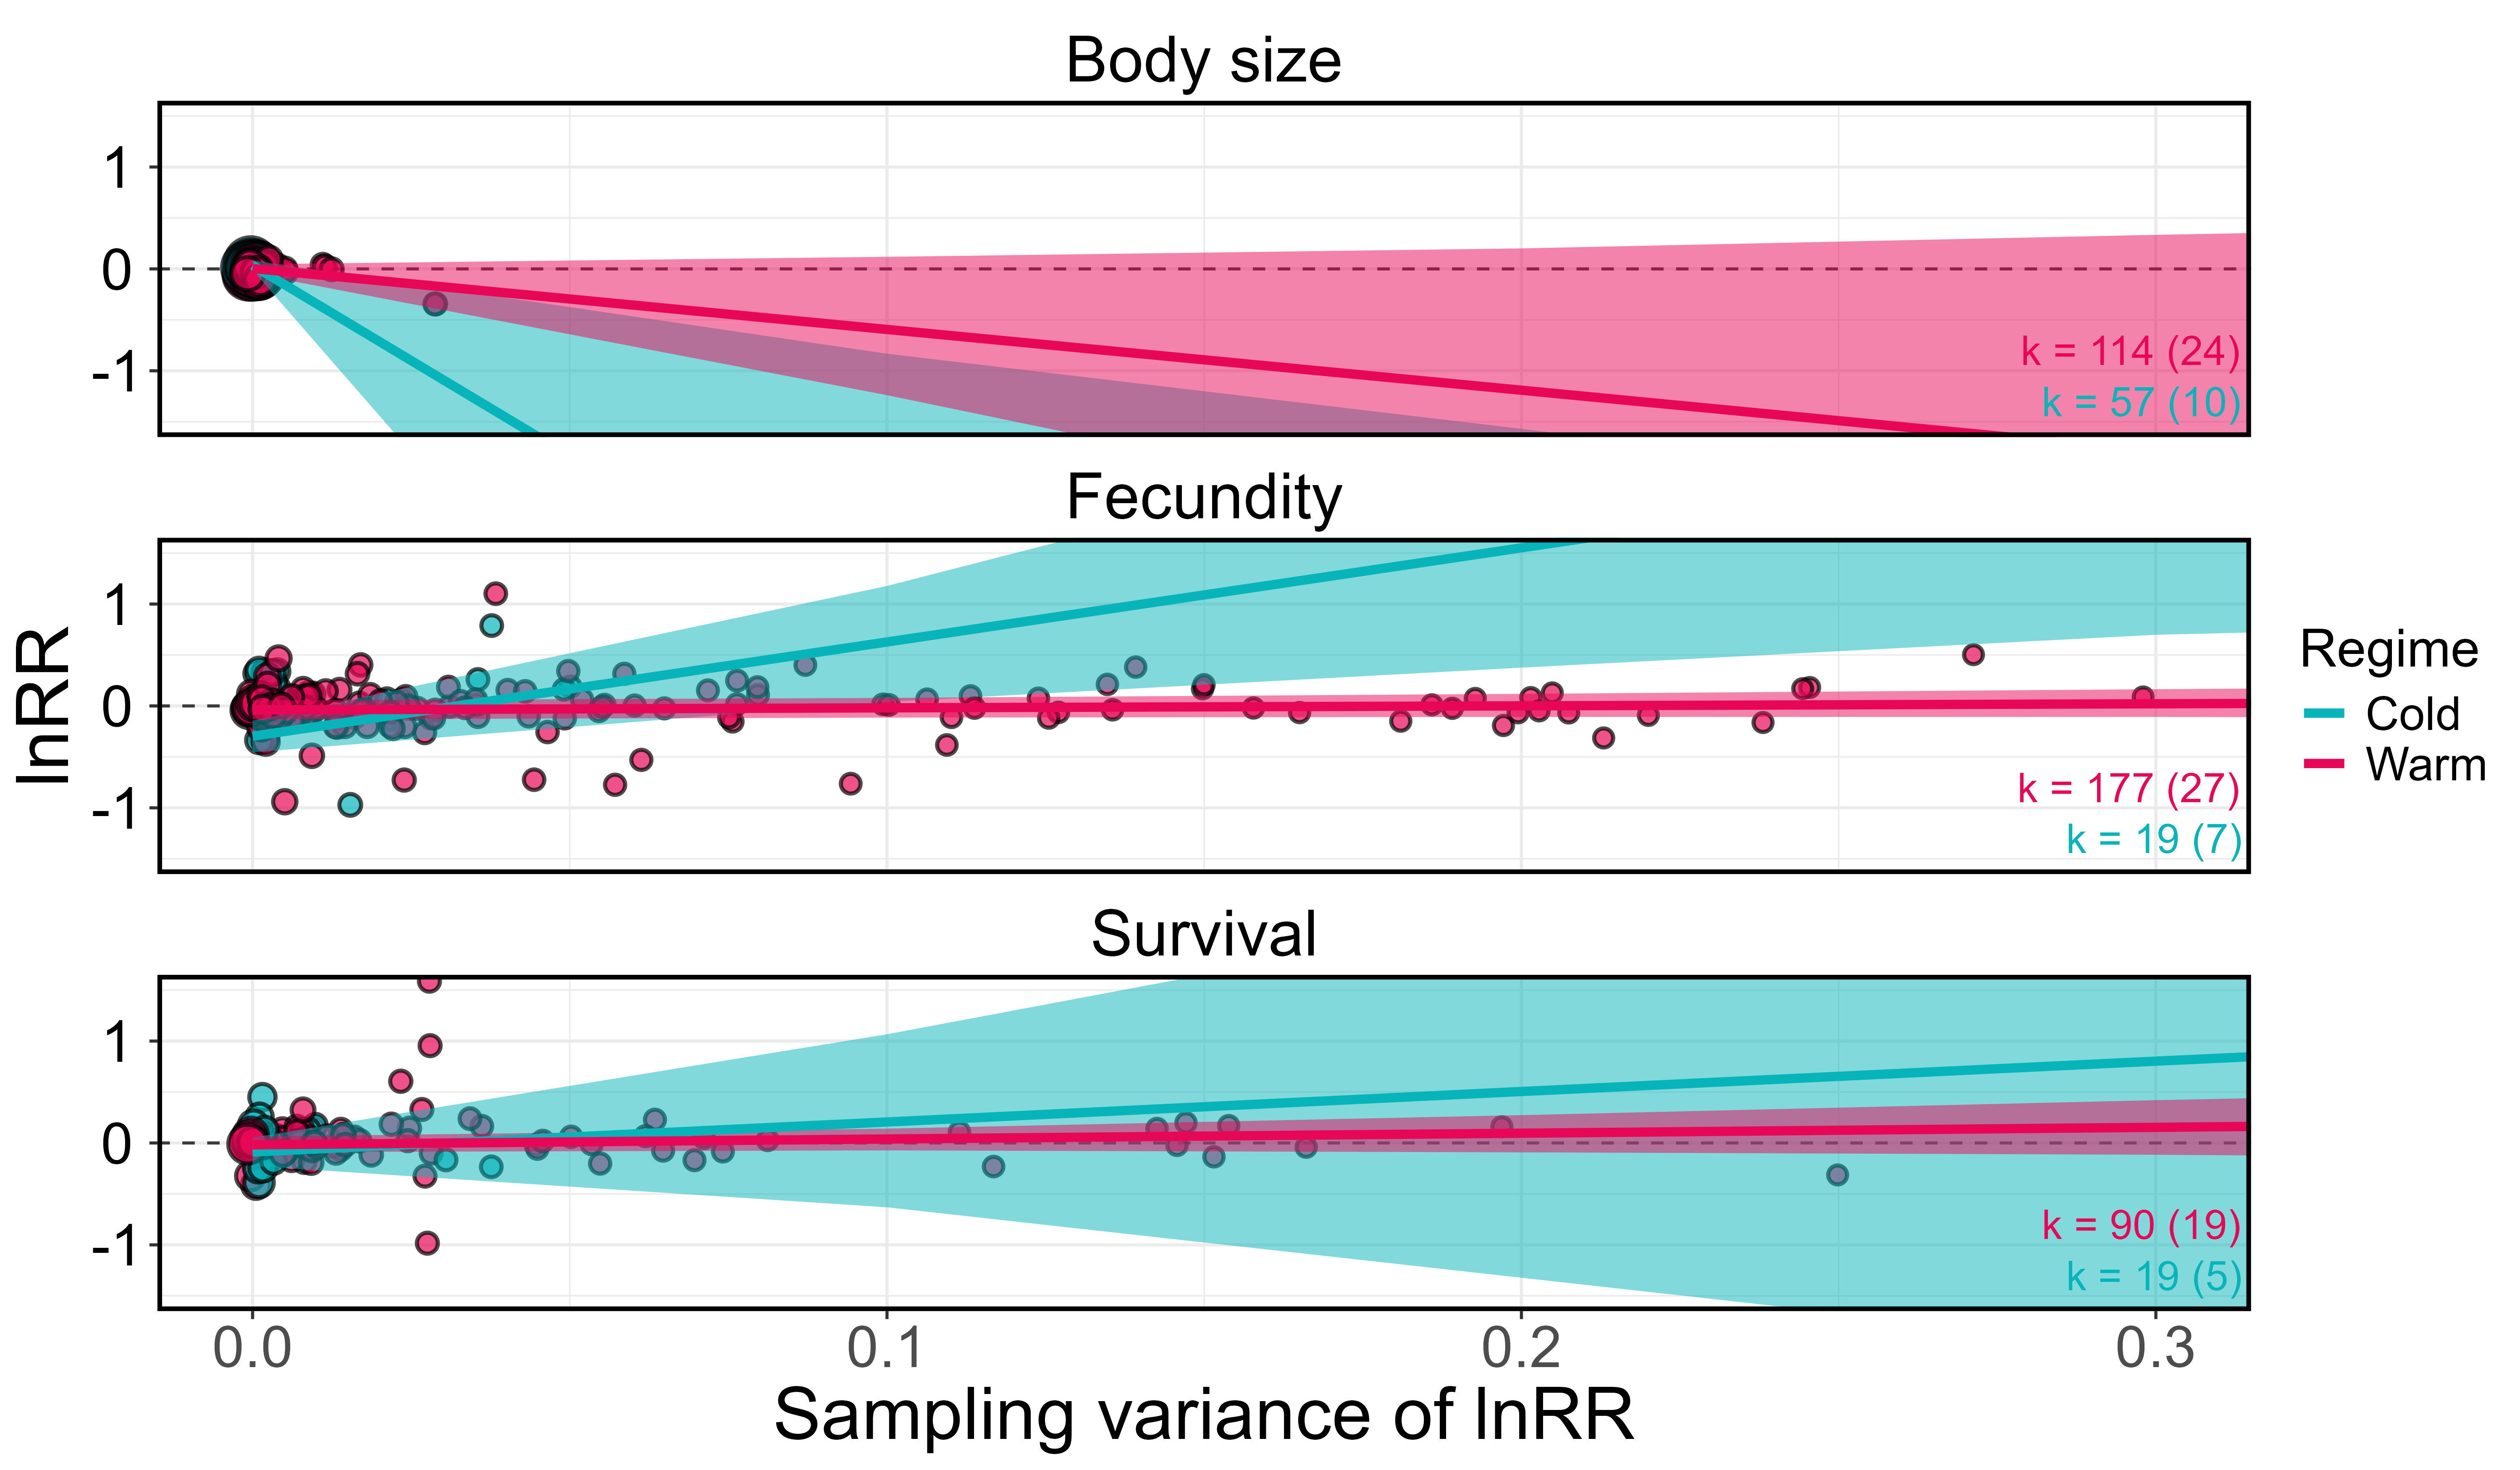 Body size
1
0
-1
k = 114 (24)
k = 57 (10)
Fecundity
1
0
-1
k = 177 (27)
k = 19 (7)
lnRR
Regime
Cold
Warm
Survival
1
0
-1
k = 90 (19)
k = 19 (5)
0.0 0.1 0.2 0.3
Sampling variance of lnRR